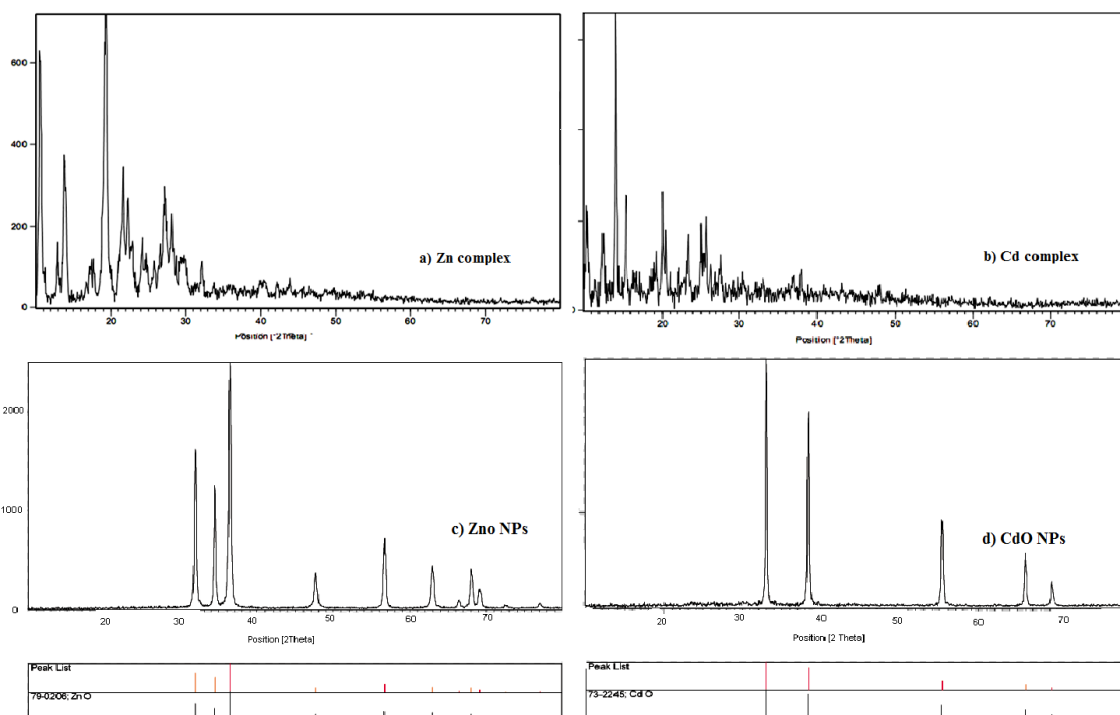 600
400
200
0
a) Zn complex
20 30 40 50 60 70
Position [°2Theta]
b) Cd complex
20 30 40 50 60 70
Position [°2Theta]
2000
1000
0
c) Zno NPs
20 30 40 50 60 70
Position [2Theta]
d) CdO NPs
20 30 40 50 60 70
Position [2 Theta]
Peak List
79-0206; Zn O
Peak List
73-2245; Cd O